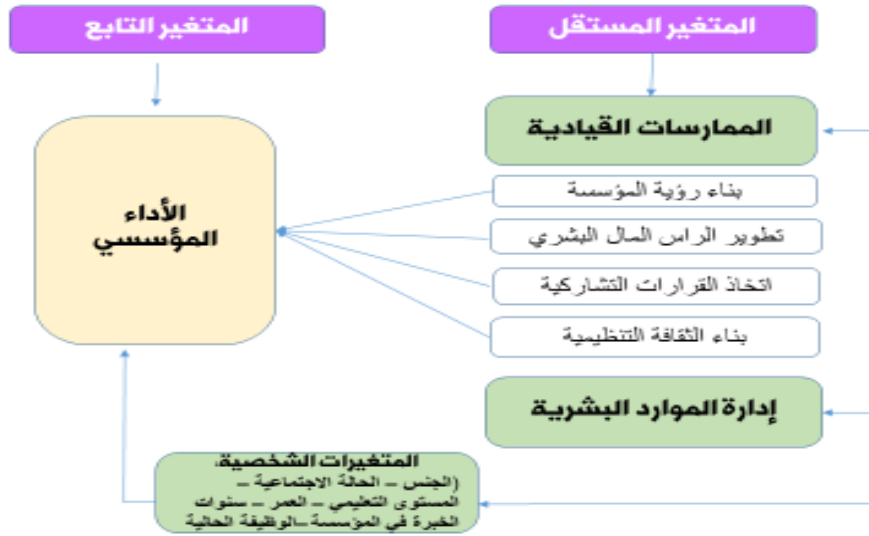 المتغير المستقل
المتغير التابع
الممارسات القيادية
بناء رؤية المؤسسة
تطوير الراس المال البشري
اتخاذ القرارات التشاركية
بناء الثقافة التنظيمية
الأداء
المؤسسي
إدارة الموارد البشرية
المتغيرات الشخصية:
(الجنس – الحالة الاجتماعية –
المستوى التعليمي – العمر – سنوات
الخبرة في المؤسسة –الوظيفة الحالية